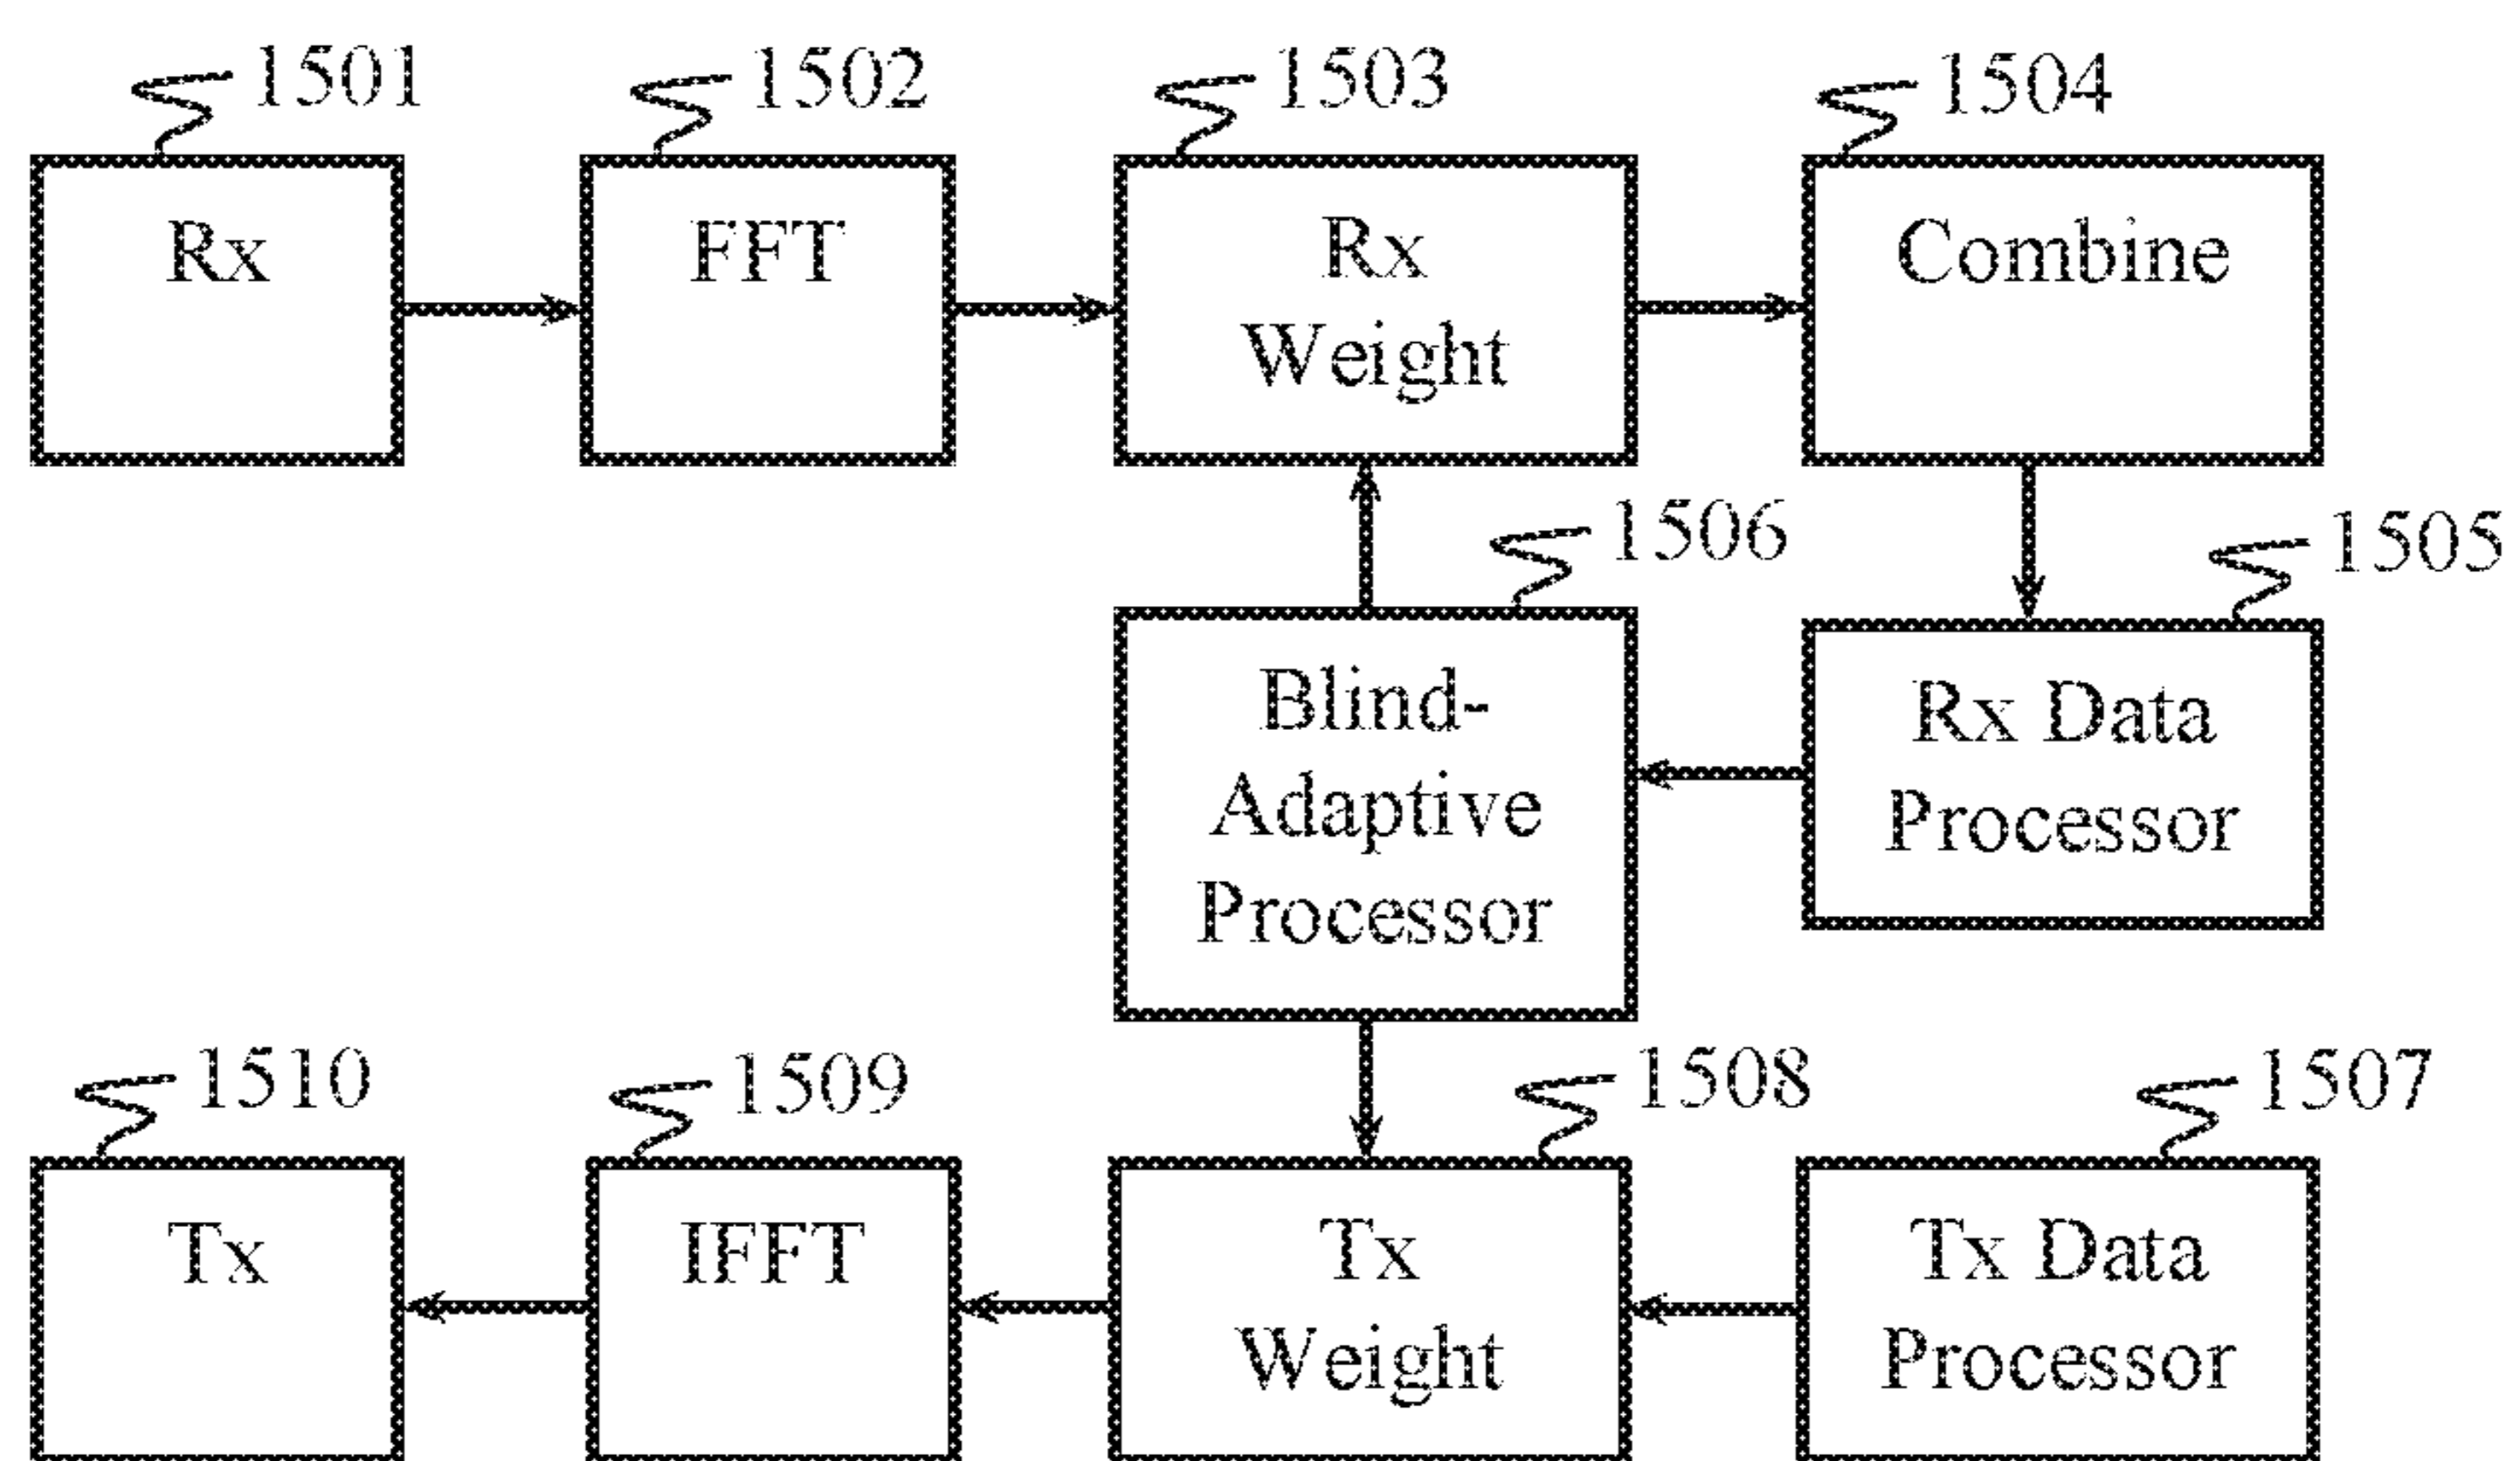 1501
1502
1503
1504
Rx
FFT
Rx
Weight
Combine
1506
1505
Blind-
Adaptive
Processor
Rx Data
Processor
1510
1509
1508
1507
Tx
IFFT
Tx
Weight
Tx Data
Processor